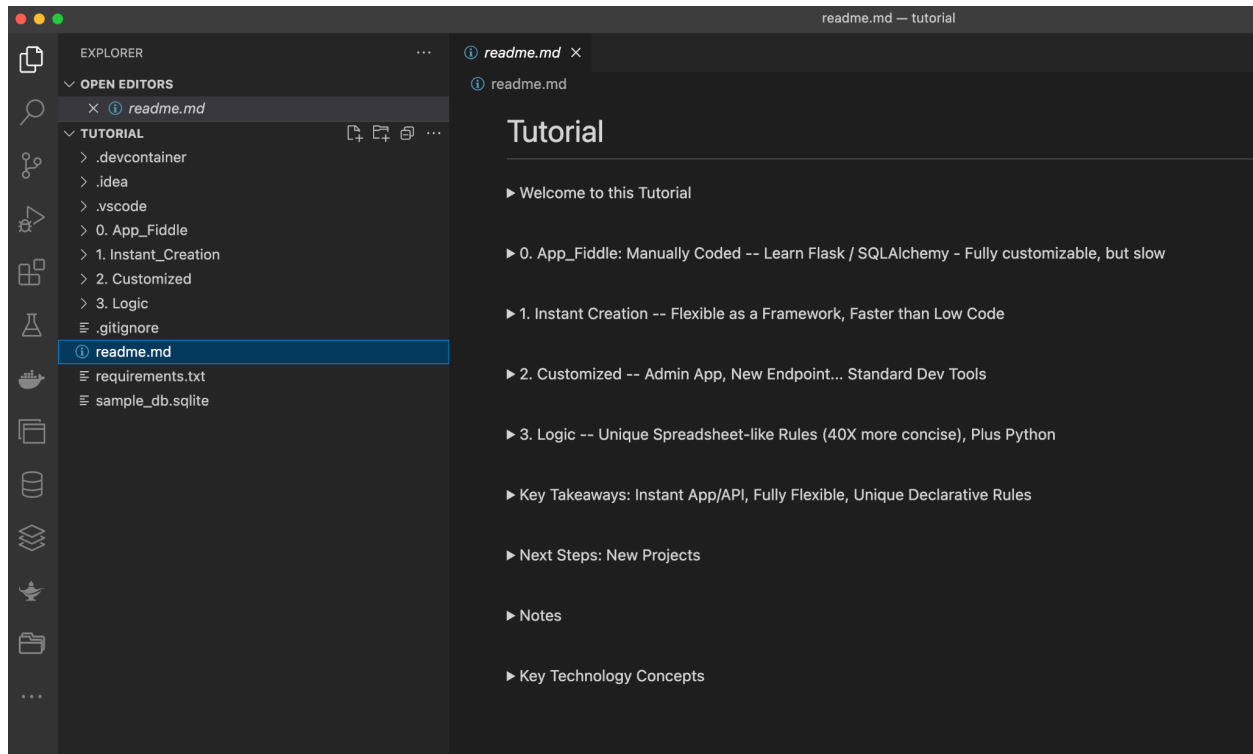 readme.md — tutorial
EXPLORER
OPEN EDITORS
readme.md
TUTORIAL
.devcontainer
.idea
.vscode
0. App_Fiddle
1. Instant_Creation
2. Customized
3. Logic
.gitignore
readme.md
requirements.txt
sample_db.sqlite
readme.md
readme.md
Tutorial
Welcome to this Tutorial
0. App_Fiddle: Manually Coded -- Learn Flask / SQLAlchemy - Fully customizable, but slow
1. Instant Creation -- Flexible as a Framework, Faster than Low Code
2. Customized -- Admin App, New Endpoint... Standard Dev Tools
3. Logic -- Unique Spreadsheet-like Rules (40X more concise), Plus Python
Key Takeaways: Instant App/API, Fully Flexible, Unique Declarative Rules
Next Steps: New Projects
Notes
Key Technology Concepts